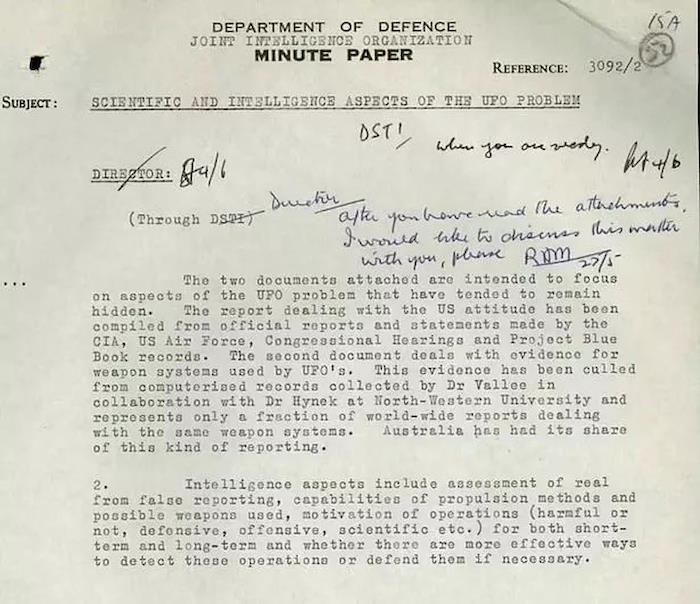 15A
DEPARTMENT OF DEFENCE
JOINT INTELLIGENCE ORGANIZATION
MINUTE PAPER
REFERENCE: 3092/2
SUBJECT: SCIENTIFIC AND INTELLIGENCE ASPECTS OF THE UFO PROBLEM
DSTI
when you are ready.
4/6
DIRECTOR: 4/6
(Through DSTI)
Director
after you have read the attachments,
I would like to discuss this matter
with you, please
27/5
... The two documents attached are intended to focus
on aspects of the UFO problem that have tended to remain
hidden. The report dealing with the US attitude has been
compiled from official reports and statements made by the
CIA, US Air Force, Congressional Hearings and Project Blue
Book records. The second document deals with evidence for
weapon systems used by UFO's. This evidence has been culled
from computerised records collected by Dr Vallee in
collaboration with Dr Hynek at North-Western University and
represents only a fraction of world-wide reports dealing
with the same weapon systems. Australia has had its share
of this kind of reporting.
2. Intelligence aspects include assessment of real
from false reporting, capabilities of propulsion methods and
possible weapons used, motivation of operations (harmful or
not, defensive, offensive, scientific etc.) for both short-
term and long-term and whether there are more effective ways
to detect these operations or defend them if necessary.